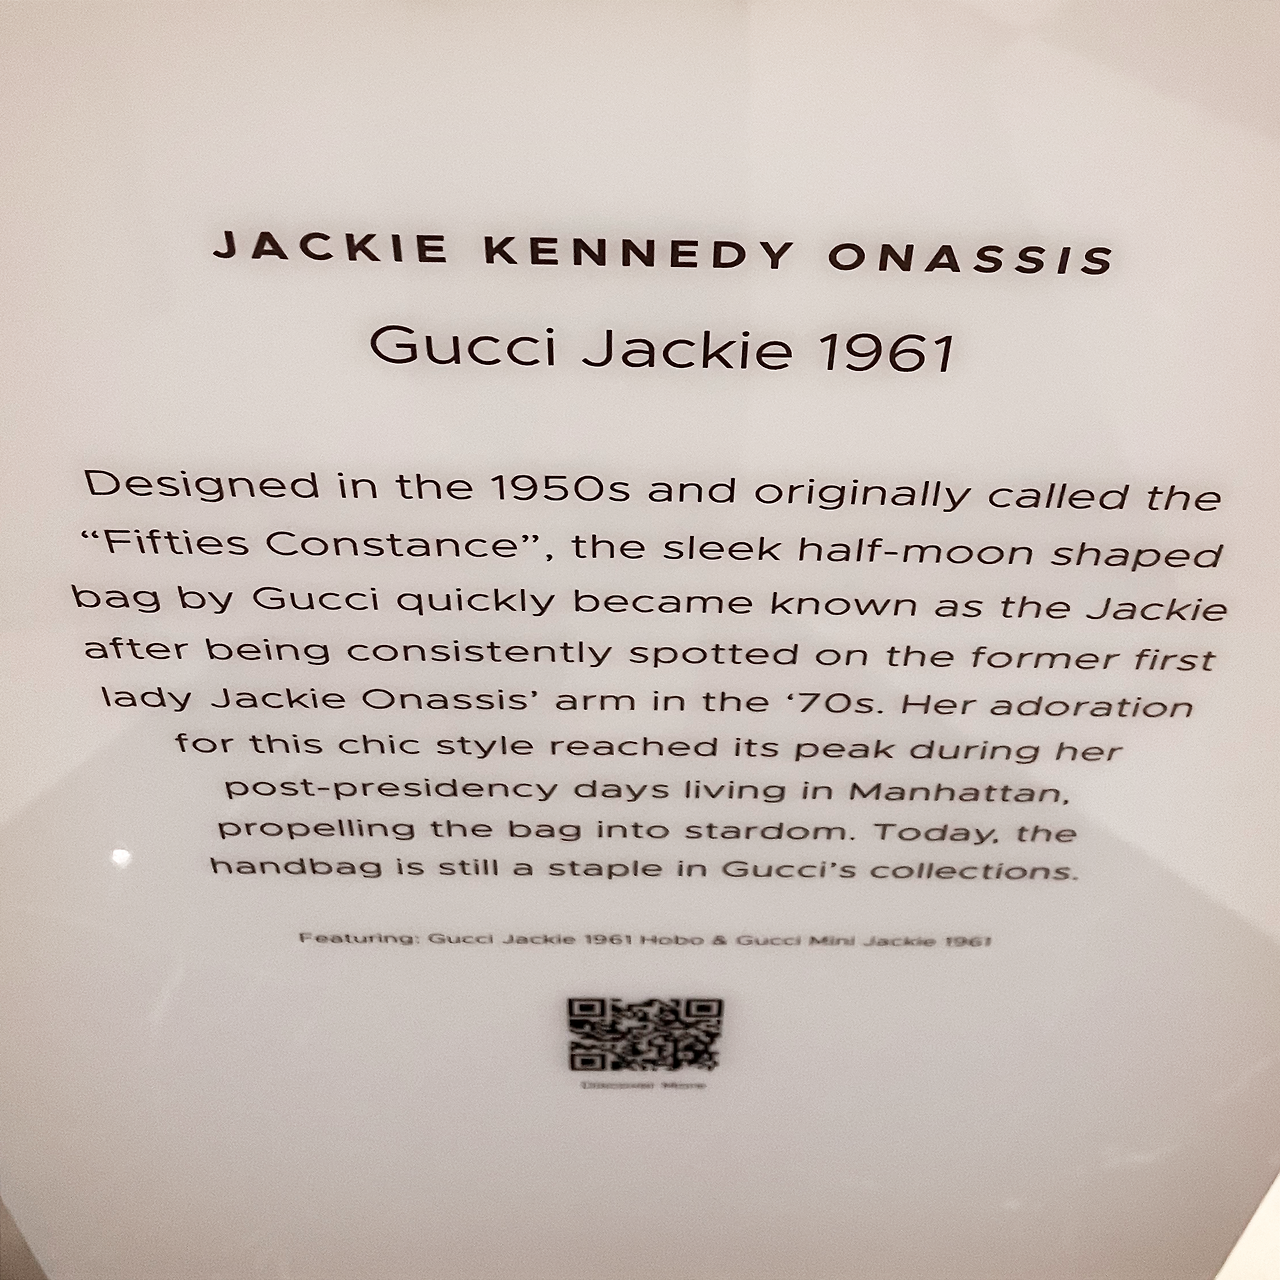 JACKIE KENNEDY ONASSIS
Gucci Jackie 1961
Designed in the 1950s and originally called the
“Fifties Constance”, the sleek half-moon shaped
bag by Gucci quickly became known as the Jackie
after being consistently spotted on the former first
lady Jackie Onassis’ arm in the ‘70s. Her adoration
for this chic style reached its peak during her
post-presidency days living in Manhattan,
propelling the bag into stardom. Today, the
handbag is still a staple in Gucci’s collections.
Featuring: Gucci Jackie 1961 Hobo & Gucci Mini Jackie 1961
Discover More